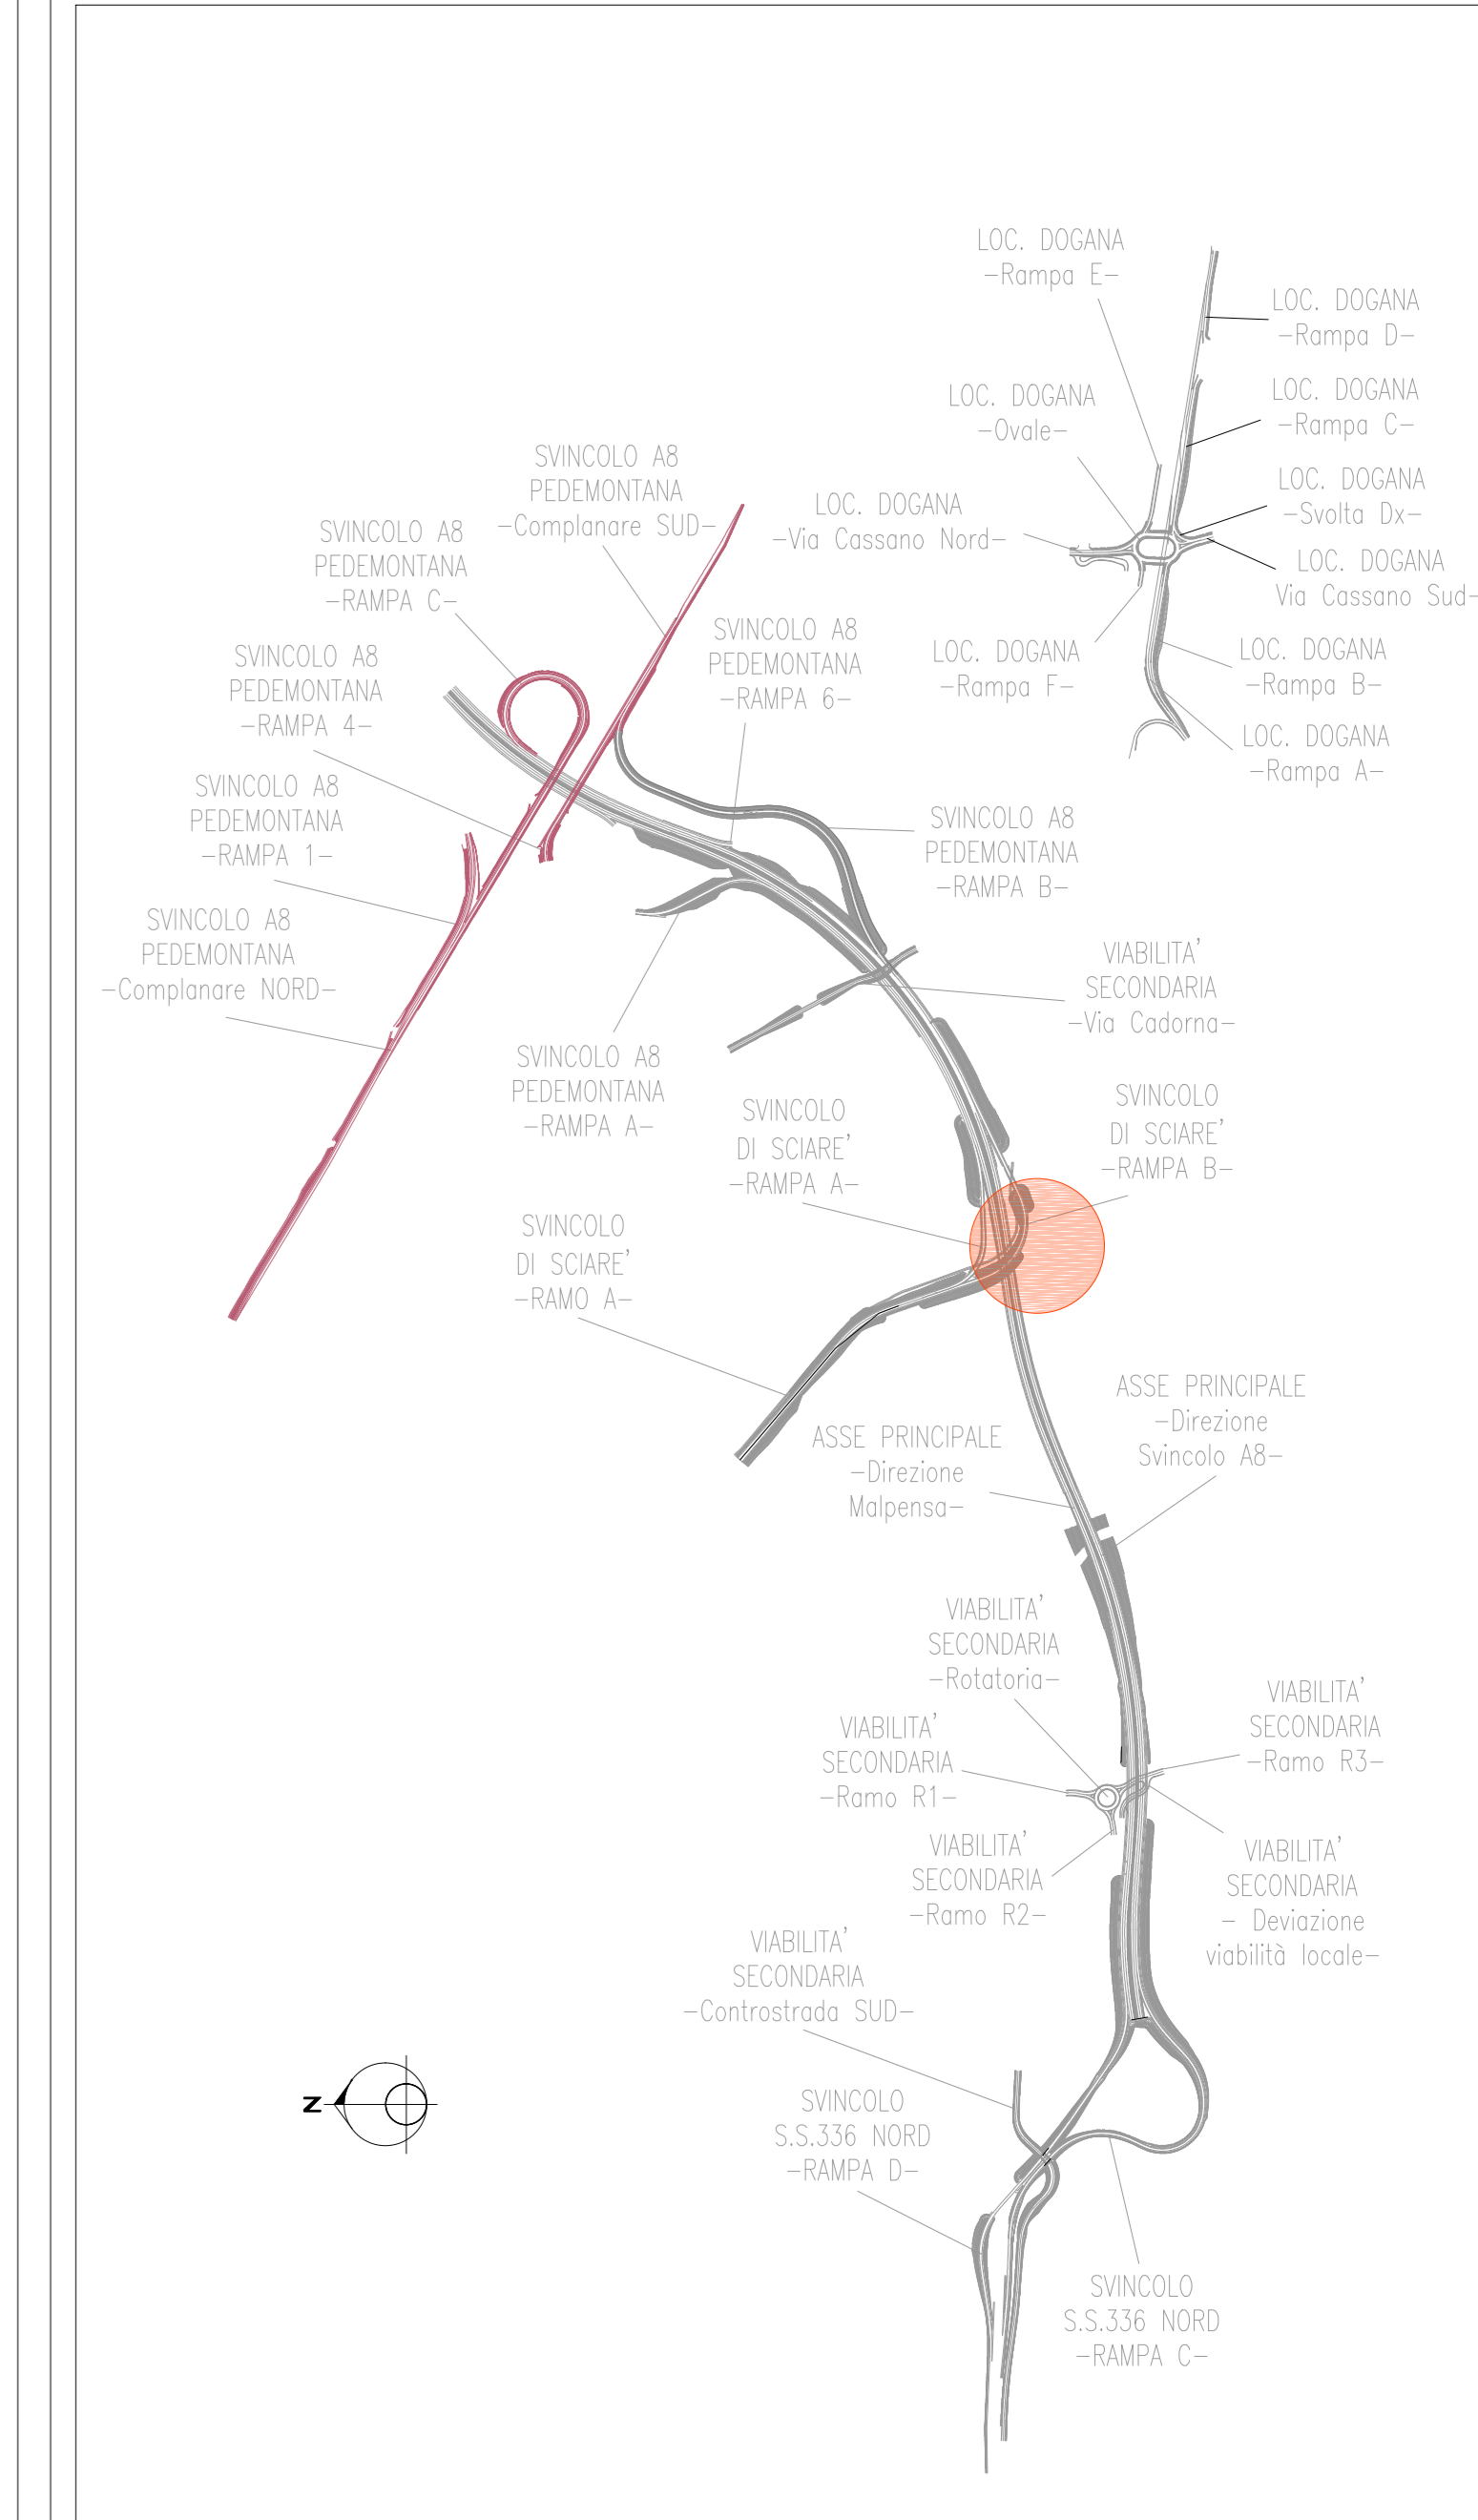 LOC. DOGANA
-Rampa E-
LOC. DOGANA
-Rampa D-
LOC. DOGANA
-Rampa C-
LOC. DOGANA
-Ovale-
SVINCOLO A8
PEDEMONTANA
-Complanare SUD-
LOC. DOGANA
-Svolta Dx-
LOC. DOGANA
-Via Cassano Nord-
SVINCOLO A8
PEDEMONTANA
-RAMPA C-
LOC. DOGANA
Via Cassano Sud-
SVINCOLO A8
PEDEMONTANA
-RAMPA 6-
LOC. DOGANA
-Rampa F-
LOC. DOGANA
-Rampa B-
SVINCOLO A8
PEDEMONTANA
-RAMPA 4-
LOC. DOGANA
-Rampa A-
SVINCOLO A8
PEDEMONTANA
-RAMPA 1-
SVINCOLO A8
PEDEMONTANA
-RAMPA B-
SVINCOLO A8
PEDEMONTANA
-Complanare NORD-
VIABILITA'
SECONDARIA
-Via Cadorna-
SVINCOLO A8
PEDEMONTANA
-RAMPA A-
SVINCOLO
DI SCIARE'
-RAMPA A-
SVINCOLO
DI SCIARE'
-RAMPA B-
SVINCOLO
DI SCIARE'
-RAMO A-
ASSE PRINCIPALE
-Direzione
Svincolo A8-
ASSE PRINCIPALE
-Direzione
Malpensa-
VIABILITA'
SECONDARIA
-Rotatoria-
VIABILITA'
SECONDARIA
-Ramo R3-
VIABILITA'
SECONDARIA
-Ramo R1-
VIABILITA'
SECONDARIA
-Ramo R2-
VIABILITA'
SECONDARIA
- Deviazione
viabilità locale-
VIABILITA'
SECONDARIA
-Controstrada SUD-
N
SVINCOLO
S.S.336 NORD
-RAMPA D-
SVINCOLO
S.S.336 NORD
-RAMPA C-